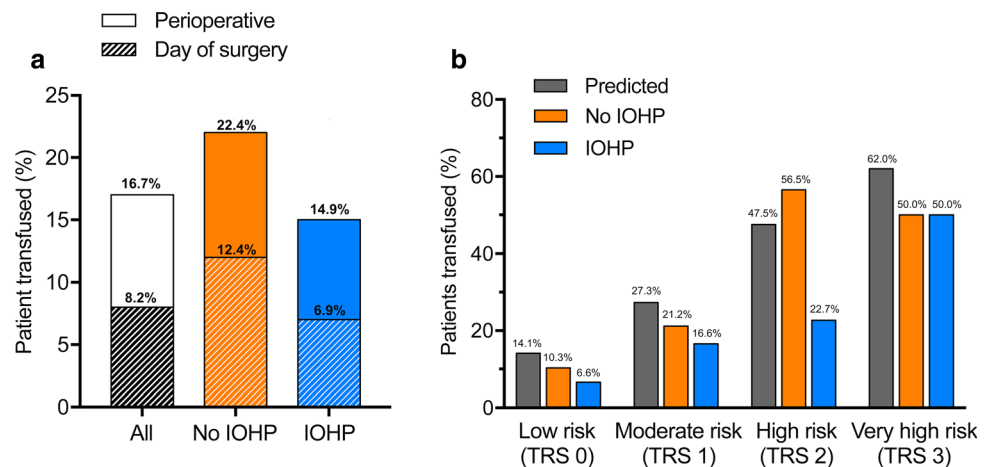 Perioperative
Day of surgery
a
Patient transfused (%)
25
20
15
10
5
0
16.7%
8.2%
22.4%
12.4%
14.9%
6.9%
All No IOHP IOHP
b
Predicted
No IOHP
IOHP
Patients transfused (%)
80
60
40
20
0
14.1%
10.3%
6.6%
27.3%
21.2%
16.6%
47.5%
56.5%
22.7%
62.0%
50.0%
50.0%
Low risk Moderate risk High risk Very high risk
(TRS 0) (TRS 1) (TRS 2) (TRS 3)